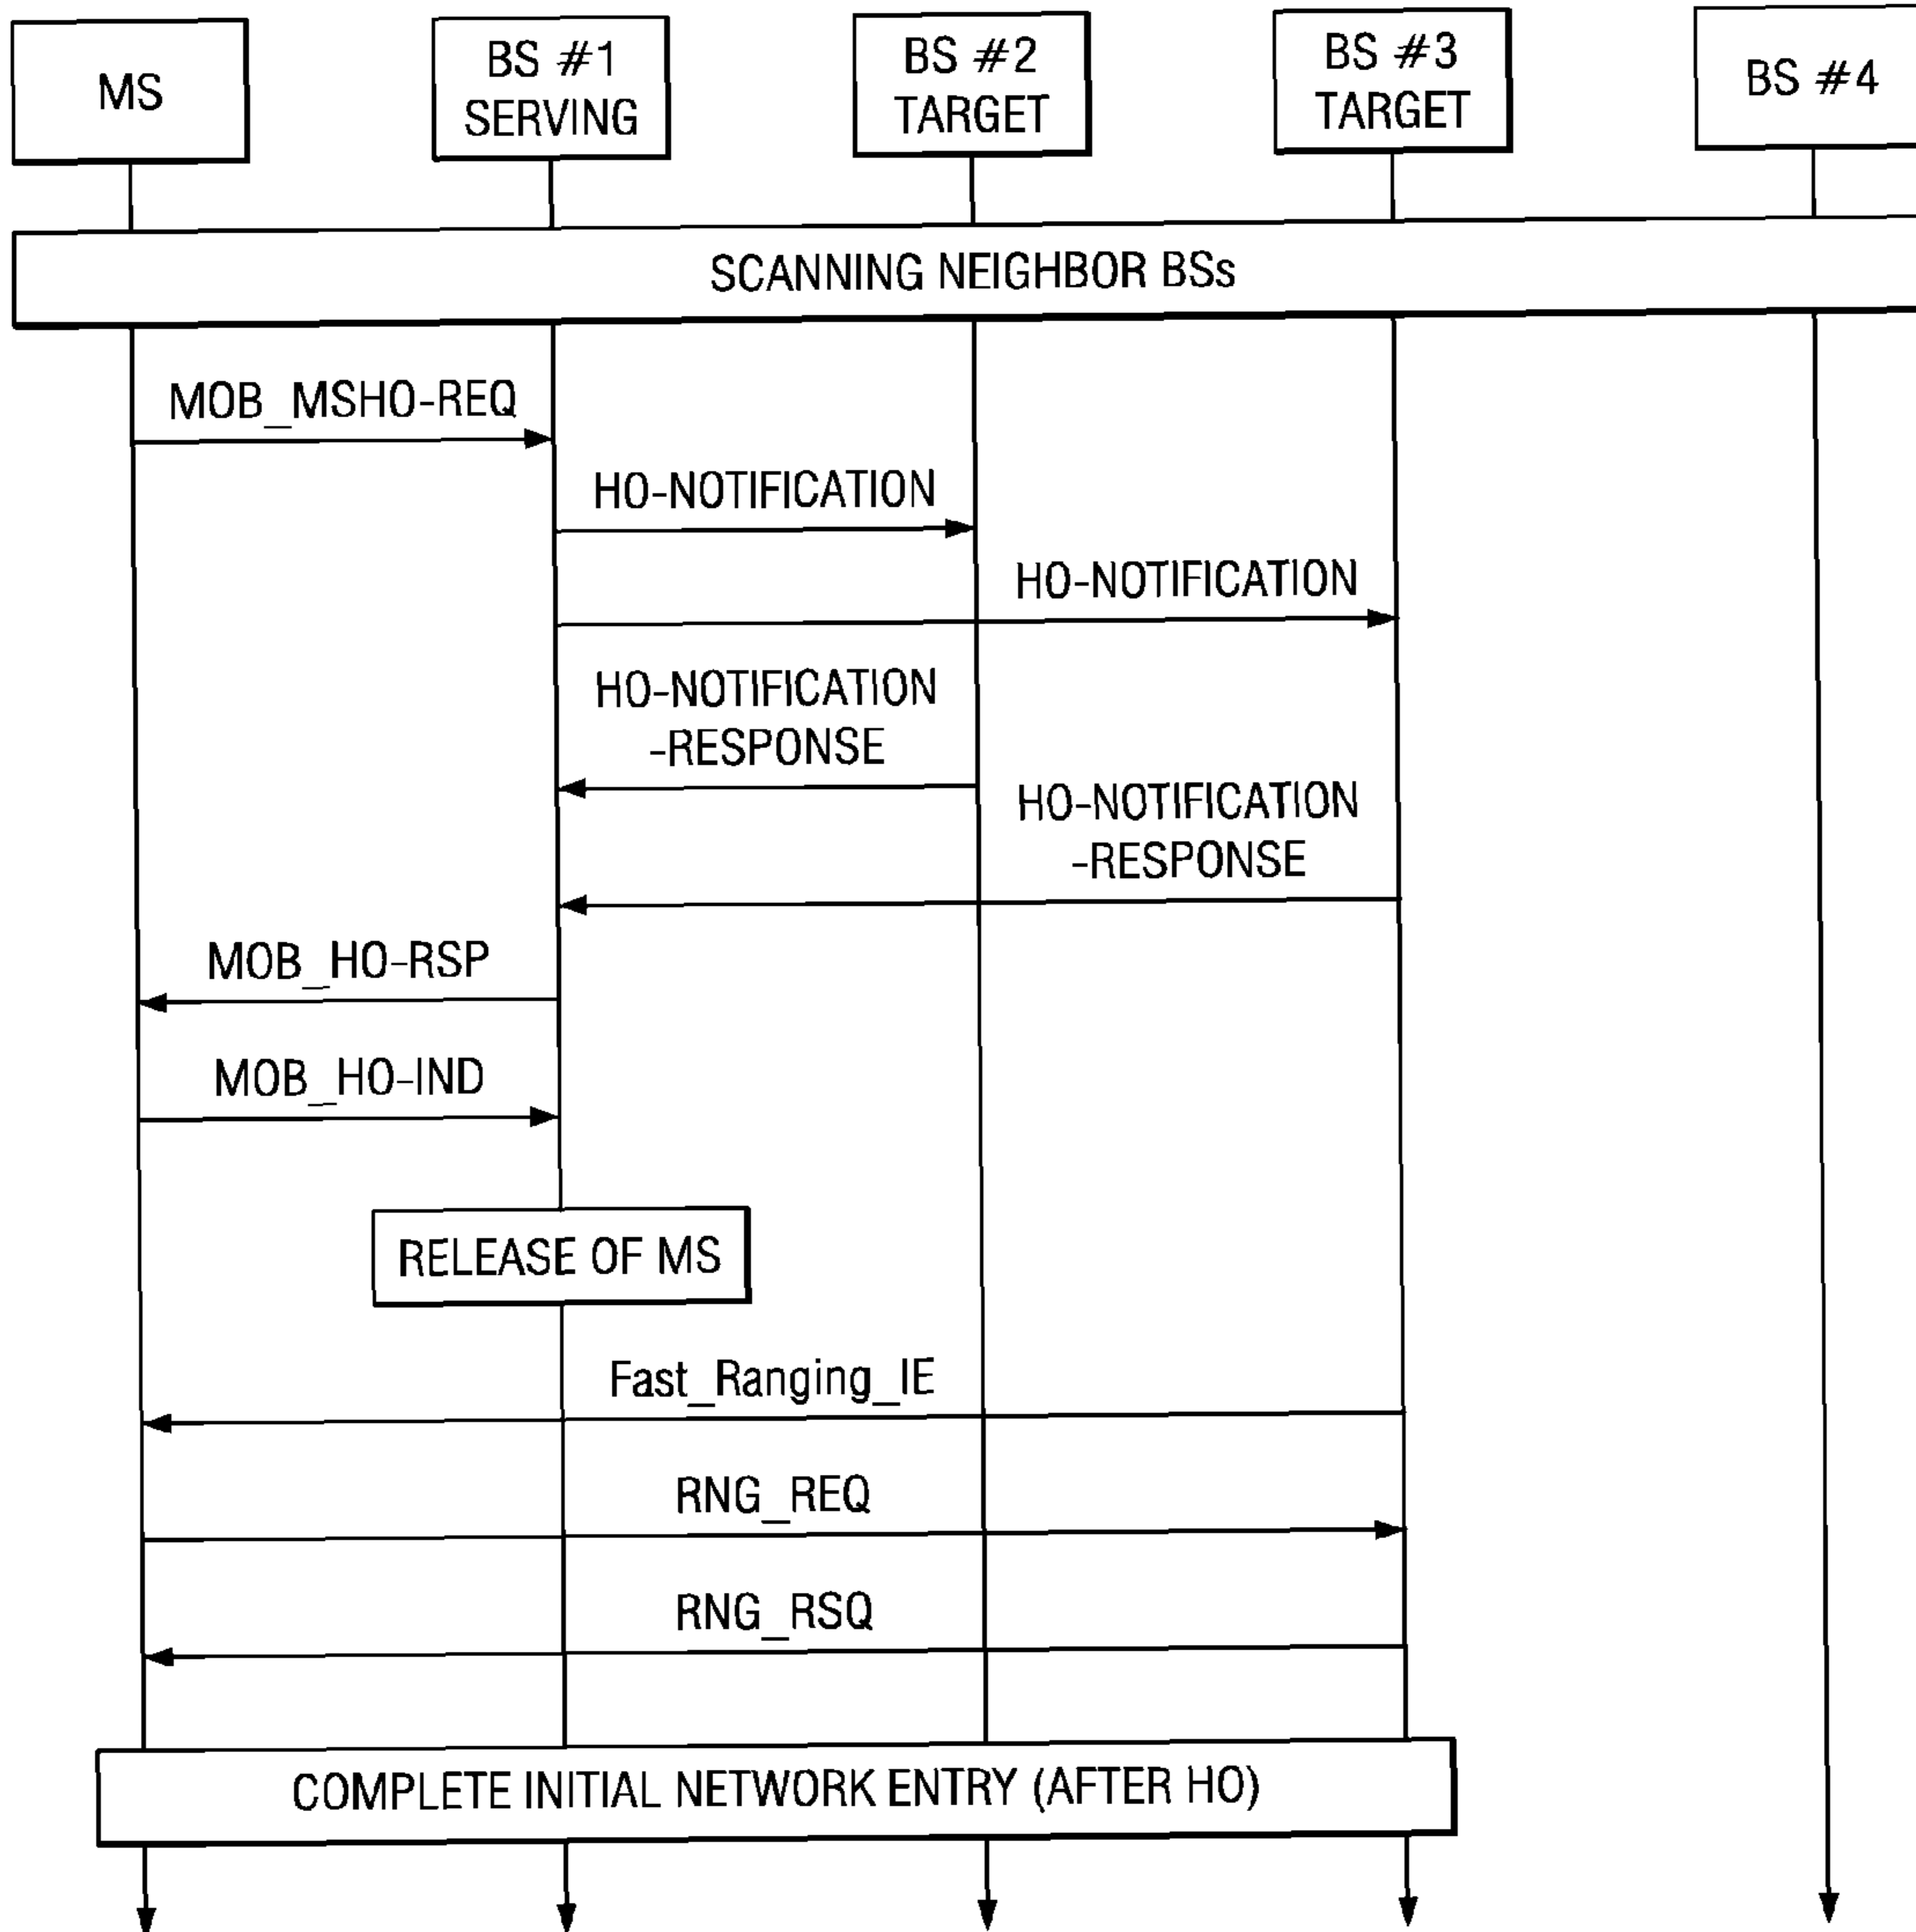 MS
BS #1
SERVING
BS #2
TARGET
BS #3
TARGET
BS #4
SCANNING NEIGHBOR BSs
MOB_MSHO-REQ
HO-NOTIFICATION
HO-NOTIFICATION
HO-NOTIFICATION
-RESPONSE
HO-NOTIFICATION
-RESPONSE
MOB_HO-RSP
MOB_HO-IND
RELEASE OF MS
Fast_Ranging_IE
RNG_REQ
RNG_RSQ
COMPLETE INITIAL NETWORK ENTRY (AFTER HO)